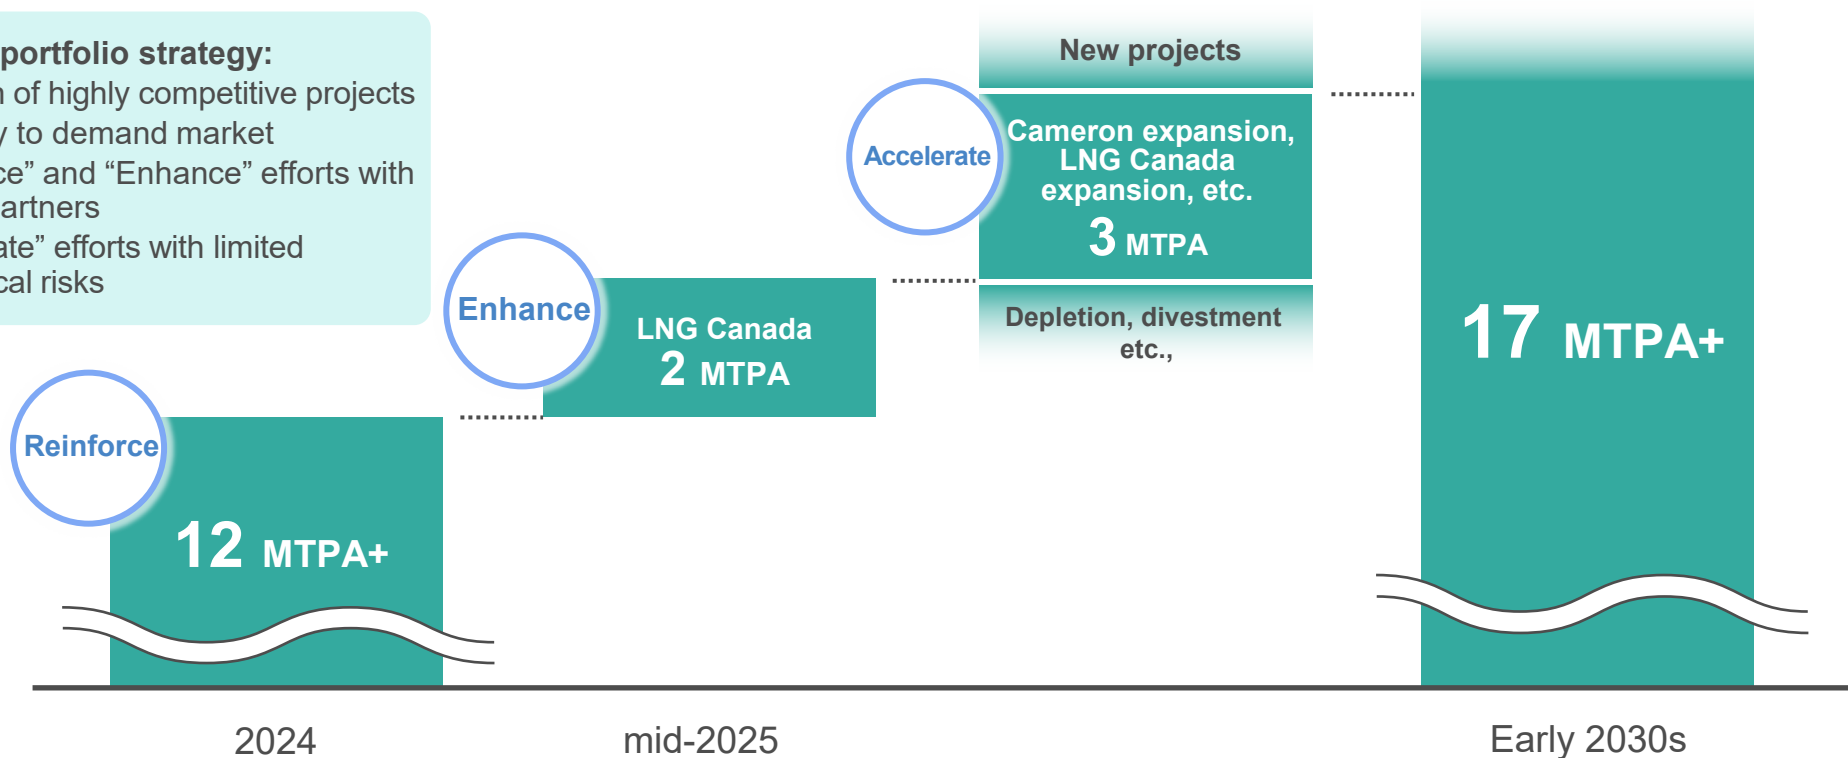 portfolio strategy:
of highly competitive projects
to demand market
and “Enhance” efforts with
efforts with limited
risks
New projects
Accelerate
Cameron expansion,
LNG Canada
expansion, etc.
3 MTPA
Depletion, divestment
etc.,
Enhance
LNG Canada
2 MTPA
Reinforce
12 MTPA+
17 MTPA+
2024
mid-2025
Early 2030s